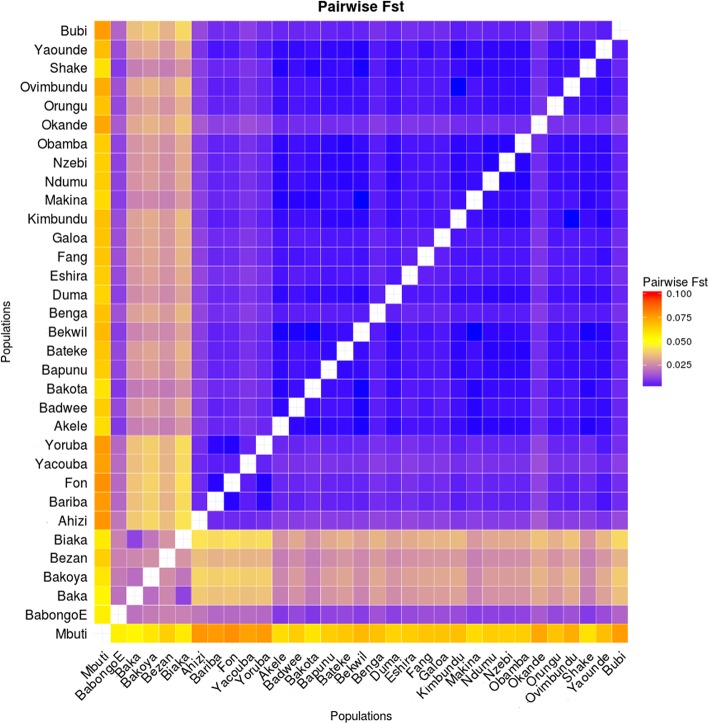 Pairwise Fst
Bubi
Yaounde
Shake
Ovimbundu
Orungu
Okande
Obamba
Nzebi
Ndumu
Makina
Kimbundu
Galoa
Fang
Eshira
Duma
Benga
Bekwil
Bateke
Bapunu
Bakota
Badwee
Akele
Yoruba
Yacouba
Fon
Bariba
Ahizi
Biaka
Bezan
Bakoya
Baka
BabongoE
Mbuti
Populations
Pairwise Fst
0.100
0.075
0.050
0.025
Mbuti
BabongoE
Baka
Bakoya
Bezan
Biaka
Ahizi
Bariba
Fon
Yacouba
Yoruba
Akele
Badwee
Bakota
Bapunu
Bateke
Bekwil
Benga
Duma
Eshira
Fang
Galoa
Kimbundu
Makina
Ndumu
Nzebi
Obamba
Okande
Orungu
Ovimbundu
Shake
Yaounde
Bubi
Populations